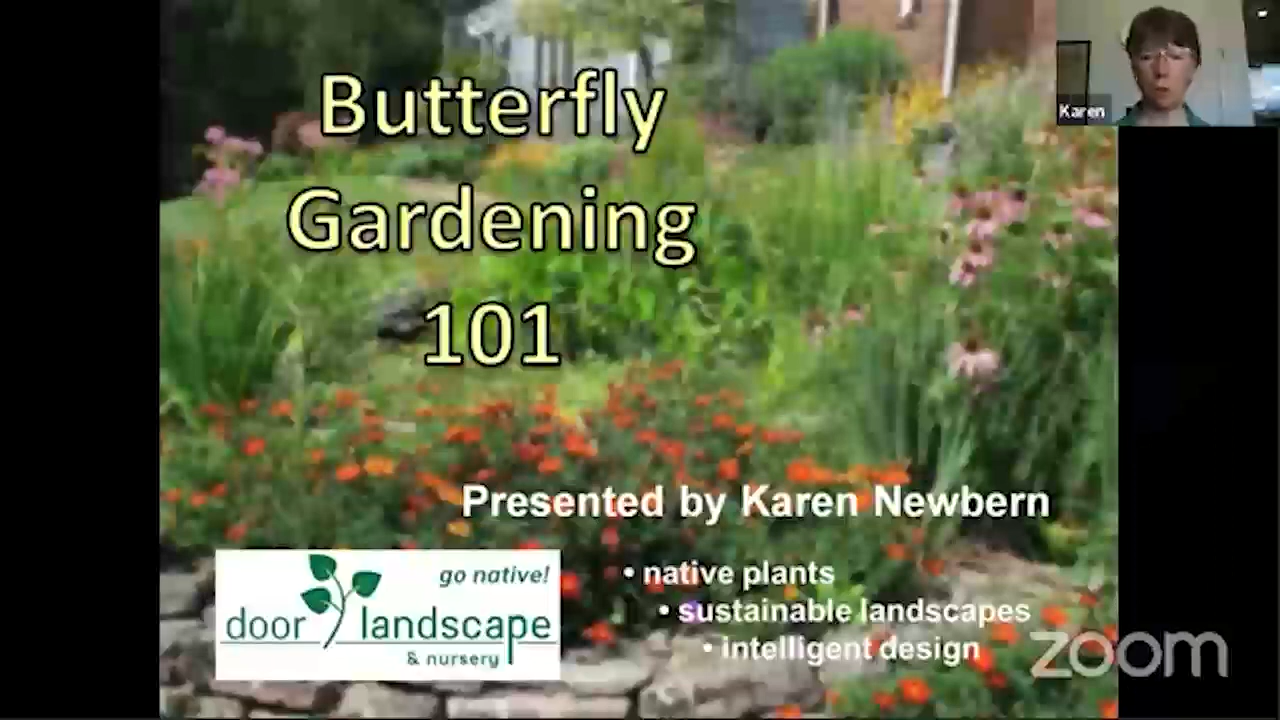 Butterfly
Gardening
101
Karen
Presented by Karen Newbern
go native!
door landscape
& nursery
• native plants
• sustainable landscapes
• intelligent design
zoom